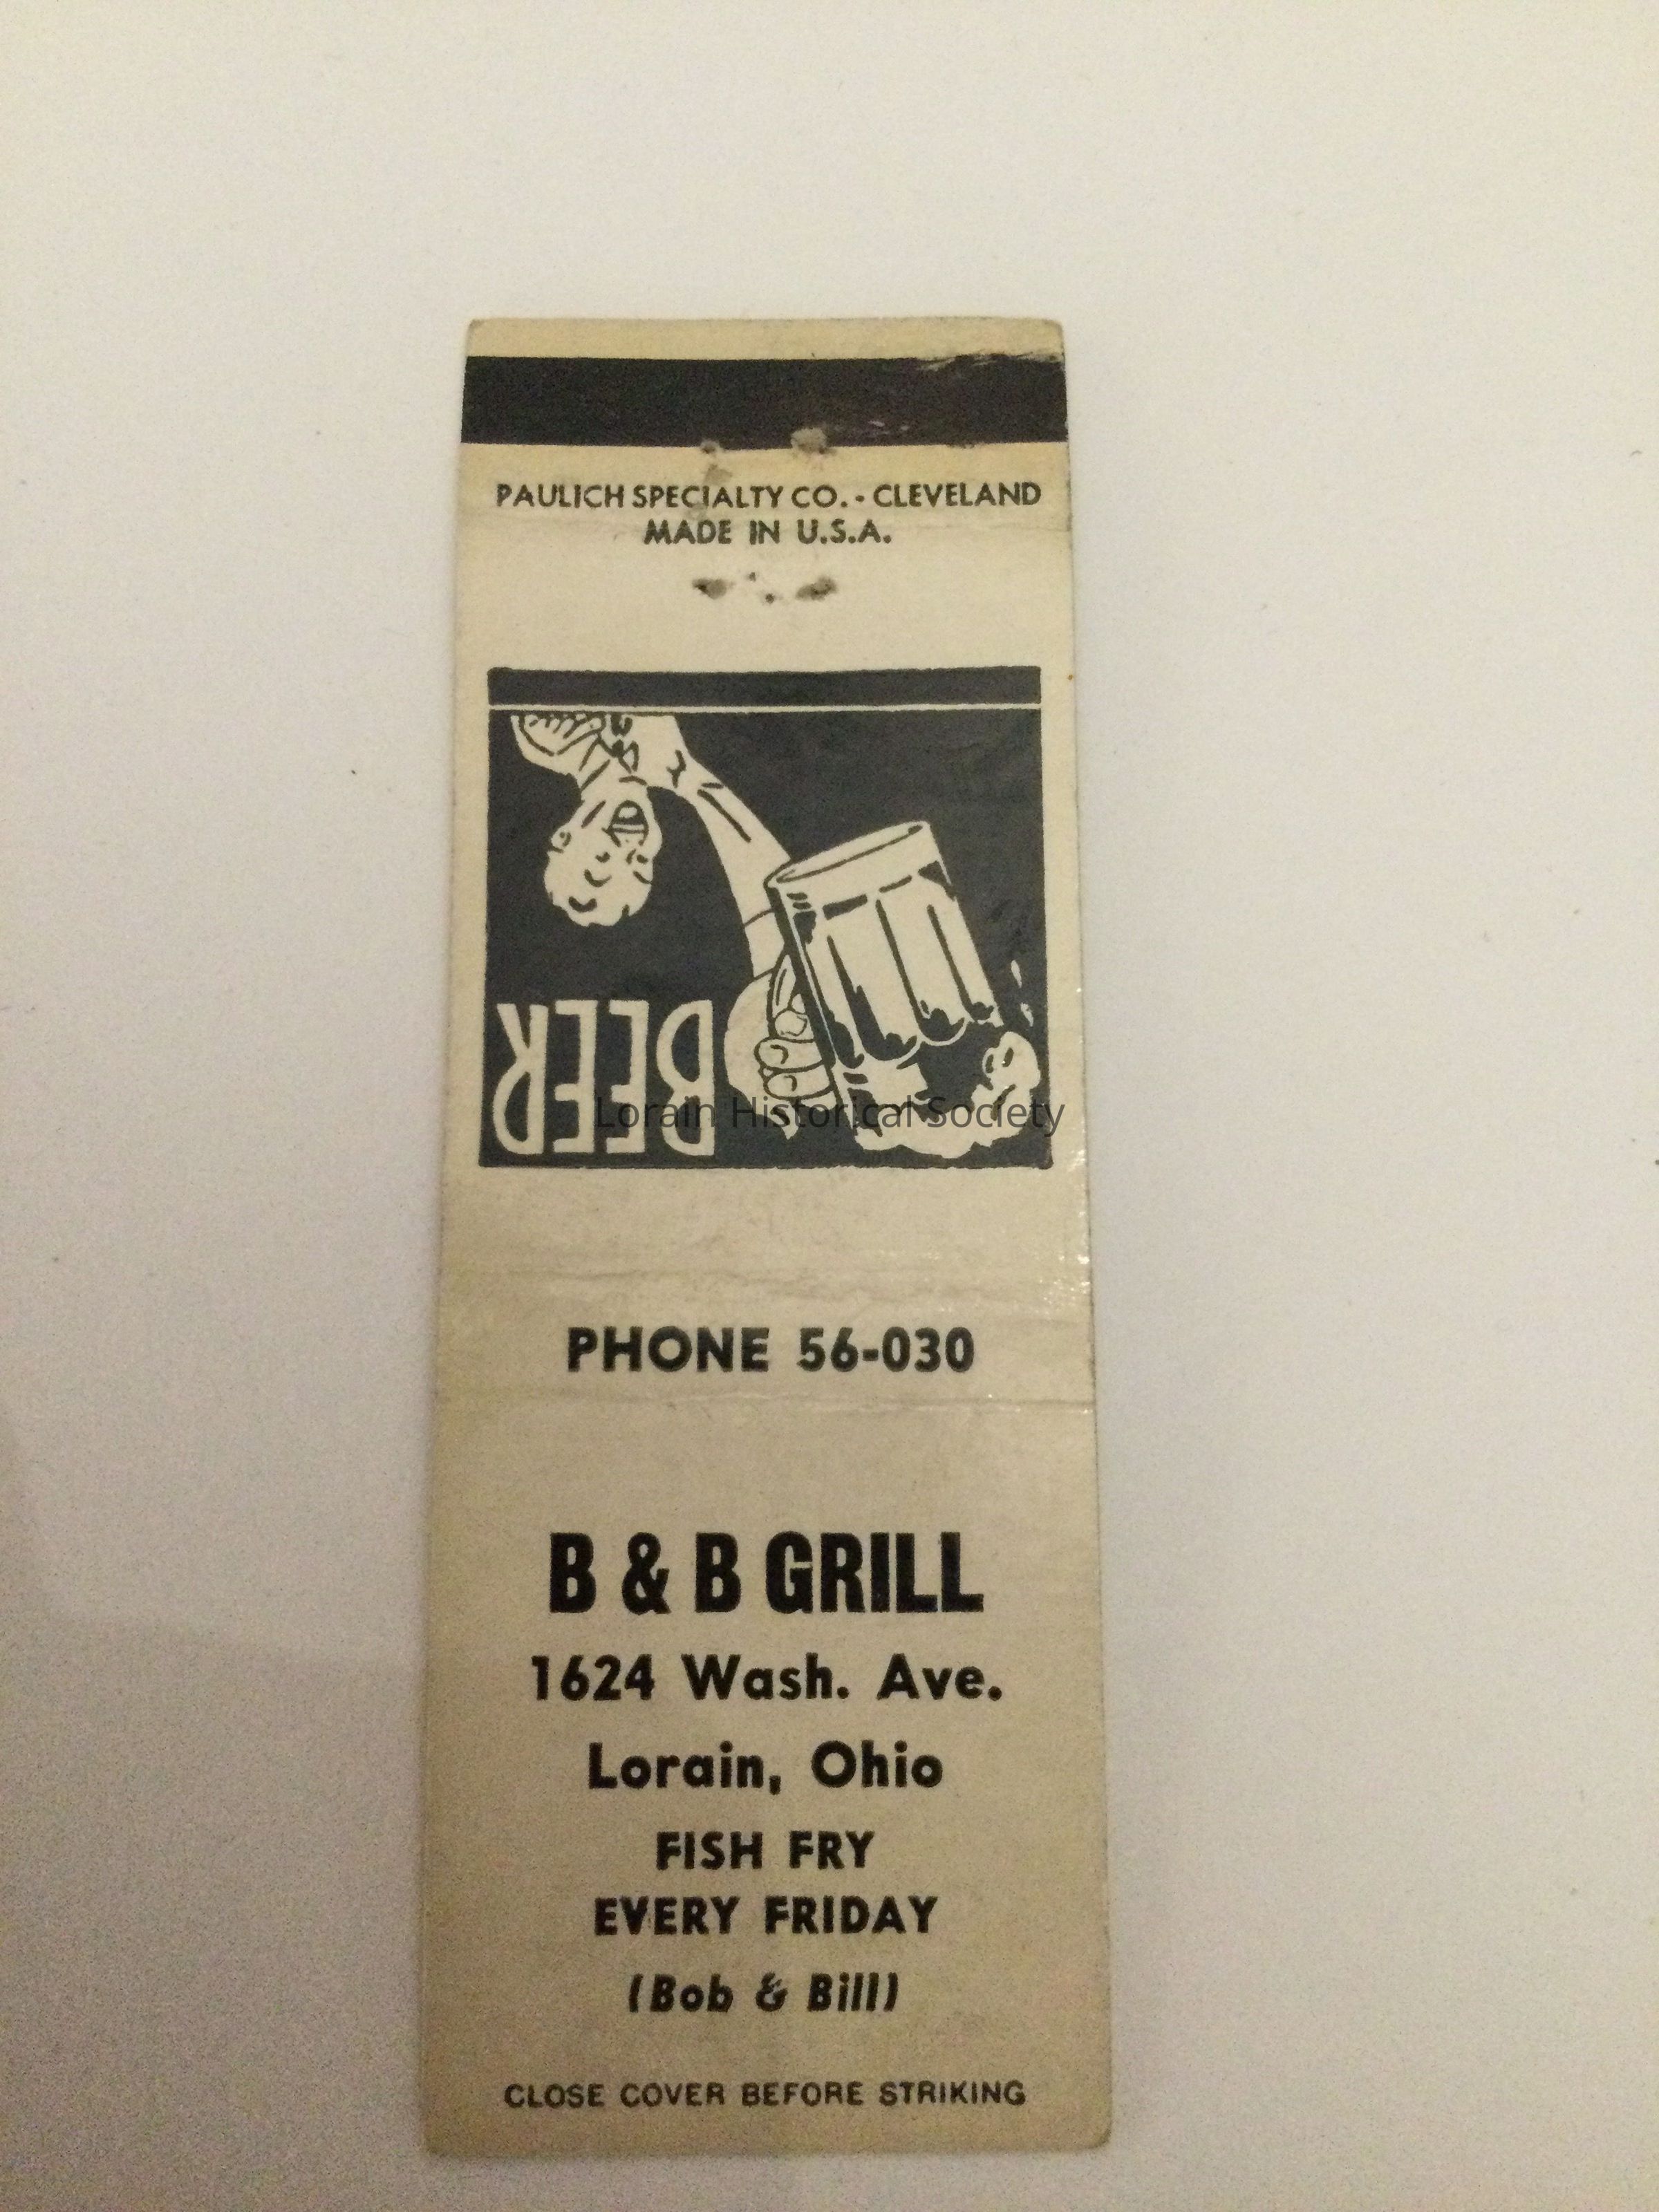 PAULICH SPECIALTY CO. - CLEVELAND
MADE IN U.S.A.
BEER
Lorain Historical Society
PHONE 56-030
B & B GRILL
1624 Wash. Ave.
Lorain, Ohio
FISH FRY
EVERY FRIDAY
(Bob & Bill)
CLOSE COVER BEFORE STRIKING